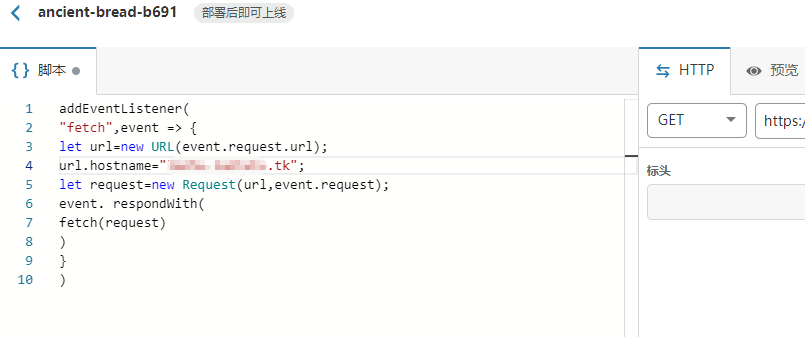 ancient-bread-b691 部署后即可上线
{} 脚本
HTTP 预览
1 addEventListener(
2 "fetch",event => {
3 let url=new URL(event.request.url);
4 url.hostname=" .tk";
5 let request=new Request(url,event.request);
6 event. respondWith(
7 fetch(request)
8 )
9 }
10 )
GET https:/
标头